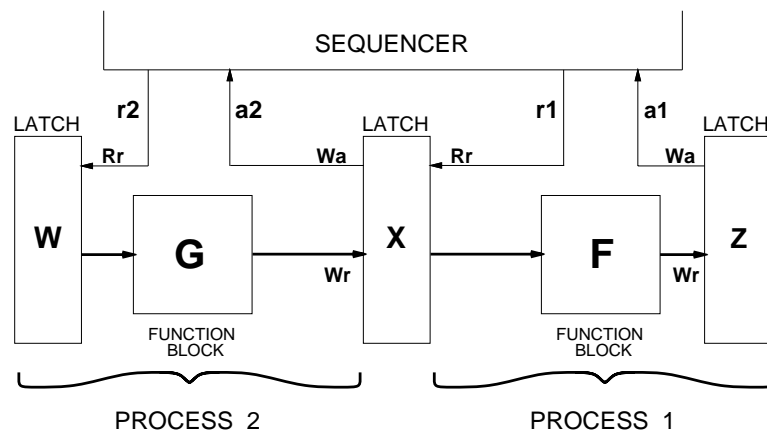 SEQUENCER
r2
a2
r1
a1
LATCH
LATCH
LATCH
Rr
Wa
Rr
Wa
W
G
X
F
Z
Wr
Wr
FUNCTION
BLOCK
FUNCTION
BLOCK
PROCESS 2
PROCESS 1